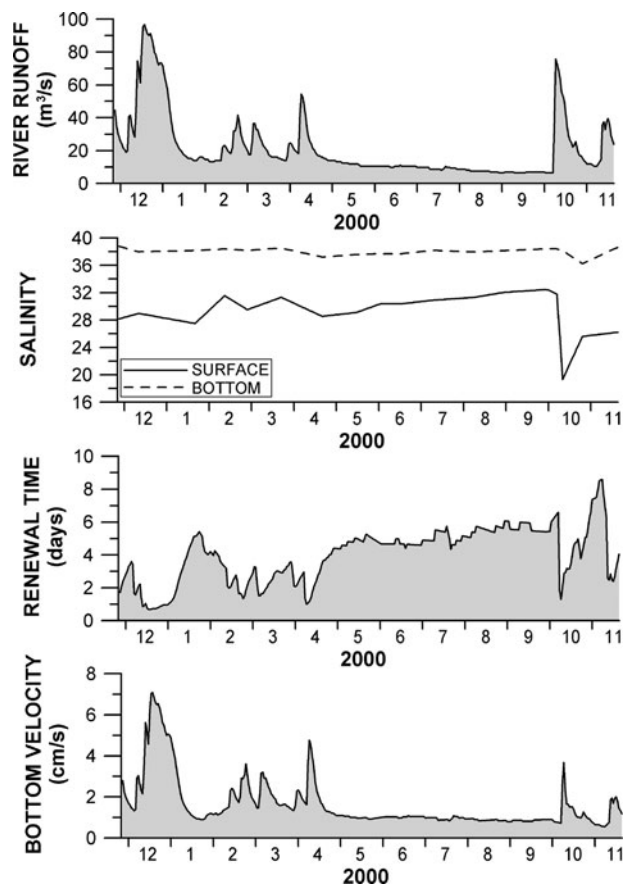 RIVER RUNOFF
(m³/s)
100
80
60
40
20
0
12 1 2 3 4 5 6 7 8 9 10 11
2000
SALINITY
40
36
32
28
24
20
16
SURFACE
BOTTOM
12 1 2 3 4 5 6 7 8 9 10 11
2000
RENEWAL TIME
(days)
10
8
6
4
2
0
12 1 2 3 4 5 6 7 8 9 10 11
2000
BOTTOM VELOCITY
(cm/s)
8
6
4
2
0
12 1 2 3 4 5 6 7 8 9 10 11
2000